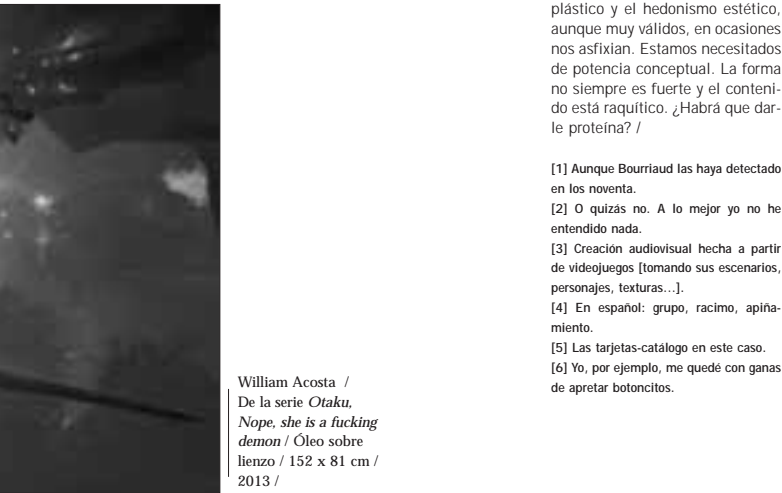 plástico y el hedonismo estético,
aunque muy válidos, en ocasiones
nos asfixian. Estamos necesitados
de potencia conceptual. La forma
no siempre es fuerte y el conteni-
do está raquítico. ¿Habrá que dar-
le proteína? /
[1] Aunque Bourriaud las haya detectado
en los noventa.
[2] O quizás no. A lo mejor yo no he
entendido nada.
[3] Creación audiovisual hecha a partir
de videojuegos [tomando sus escenarios,
personajes, texturas...].
[4] En español: grupo, racimo, apiña-
miento.
[5] Las tarjetas-catálogo en este caso.
[6] Yo, por ejemplo, me quedé con ganas
de apretar botoncitos.
William Acosta /
De la serie Otaku,
Nope, she is a fucking
demon / Óleo sobre
lienzo / 152 x 81 cm /
2013 /